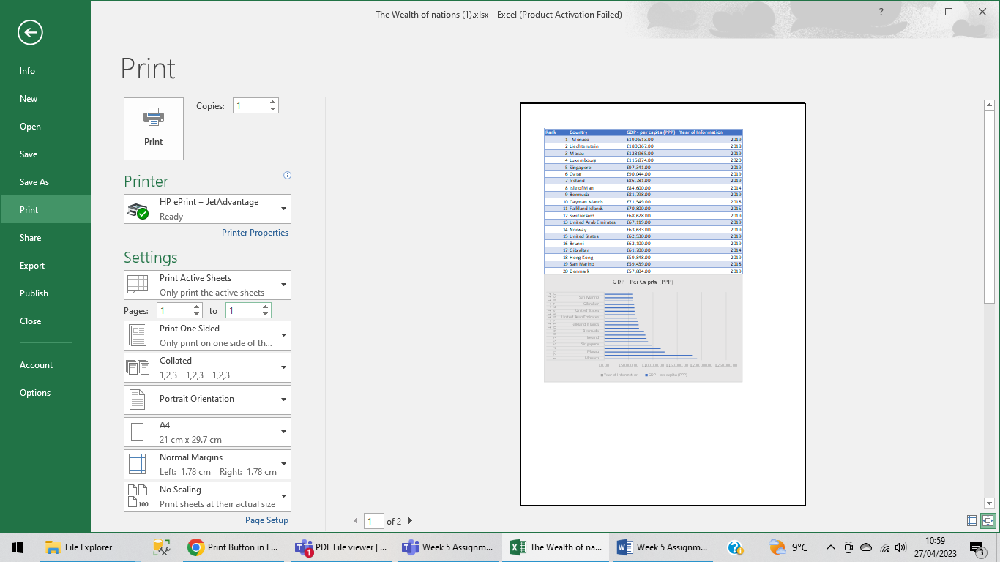 The Wealth of nations (1).xlsx - Excel (Product Activation Failed)
?
Info
New
Open
Save
Save As
Print
Share
Export
Publish
Close
Account
Options
Print
Print
Copies: 1
Printer
HP ePrint + JetAdvantage
Ready
Printer Properties
Settings
Print Active Sheets
Only print the active sheets
Pages: 1 to 1
Print One Sided
Only print on one side of th...
Collated
1,2,3 1,2,3 1,2,3
Portrait Orientation
A4
21 cm x 29.7 cm
Normal Margins
Left: 1.78 cm Right: 1.78 cm
No Scaling
100 Print sheets at their actual size
Page Setup
Rank Country GDP - per capita (PPP) Year of Information
1 Monaco £190,513.00 2019
2 Liechtenstein £180,367.00 2018
3 Macau £123,965.00 2019
4 Luxembourg £115,874.00 2020
5 Singapore £97,341.00 2019
6 Qatar £90,044.00 2019
7 Ireland £86,781.00 2019
8 Isle of Man £84,600.00 2014
9 Bermuda £81,798.00 2019
10 Cayman Islands £71,549.00 2018
11 Falkland Islands £70,800.00 2015
12 Switzerland £68,628.00 2019
13 United Arab Emirates £67,119.00 2019
14 Norway £63,633.00 2019
15 United States £62,530.00 2019
16 Brunei £62,100.00 2019
17 Gibraltar £61,700.00 2014
18 Hong Kong £59,848.00 2019
19 San Marino £59,439.00 2018
20 Denmark £57,804.00 2019
GDP - Per Capita (PPP)
San Marino
Gibraltar
United States
United Arab Emirates
Falkland Islands
Bermuda
Ireland
Singapore
Macau
Monaco
£0.00 £50,000.00 £100,000.00 £150,000.00 £200,000.00 £250,000.00
Year of Information GDP - per capita (PPP)
1 of 2
File Explorer
Print Button in E...
1 PDF File viewer | ...
Week 5 Assignm...
The Wealth of na...
Week 5 Assignm...
9°C
10:59
27/04/2023
3